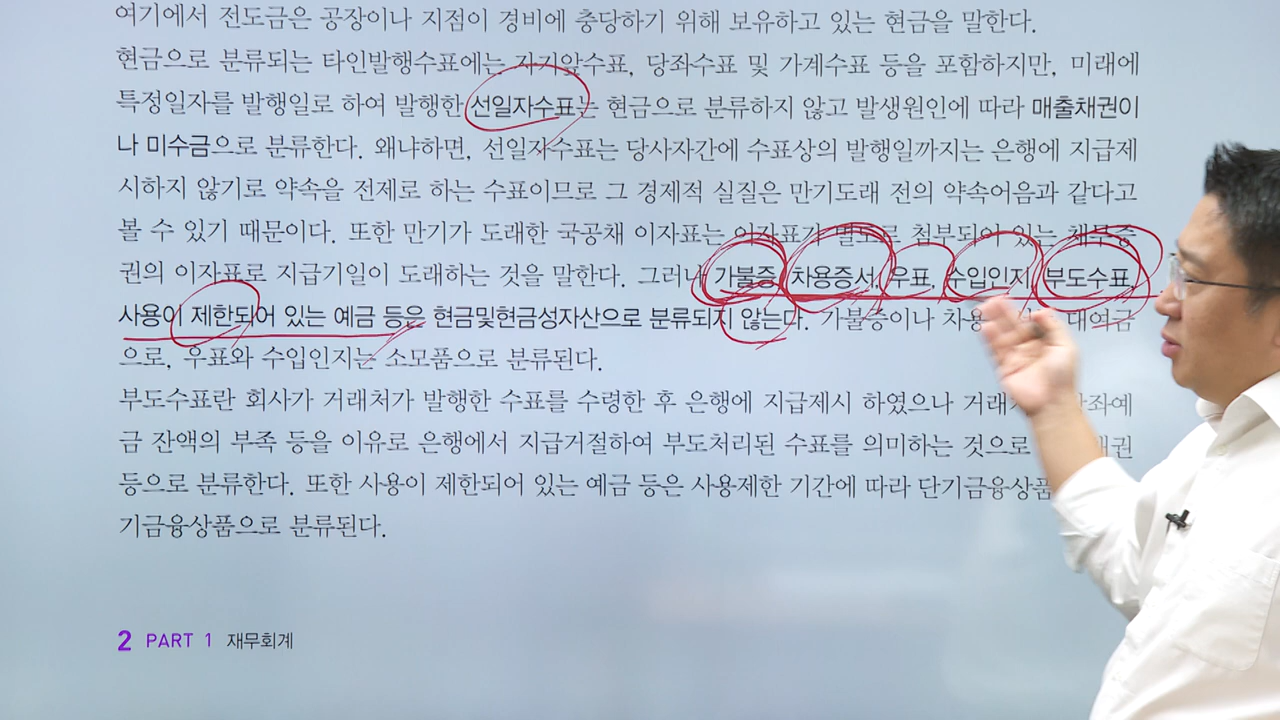 여기에서 전도금은 공장이나 지점이 경비에 충당하기 위해 보유하고 있는 현금을 말한다.
현금으로 분류되는 타인발행수표에는 자기앞수표, 당좌수표 및 가계수표 등을 포함하지만, 미래에
특정일자를 발행일로 하여 발행한 선일자수표는 현금으로 분류하지 않고 발생원인에 따라 매출채권이
나 미수금으로 분류한다. 왜냐하면, 선일자수표는 당사자간에 수표상의 발행일까지는 은행에 지급제
시하지 않기로 약속을 전제로 하는 수표이므로 그 경제적 실질은 만기도래 전의 약속어음과 같다고
볼 수 있기 때문이다. 또한 만기가 도래한 국공채 이자표는 이자표가 별도로 첨부되어 있는 채무증
권의 이자표로 지급기일이 도래하는 것을 말한다. 그러나 가불증, 차용증서, 우표, 수입인지, 부도수표,
사용이 제한되어 있는 예금 등은 현금및현금성자산으로 분류되지 않는다. 가불증이나 대여금
으로, 우표와 수입인지는 소모품으로 분류된다.
부도수표란 회사가 거래처가 발행한 수표를 수령한 후 은행에 지급제시 하였으나
금 잔액의 부족 등을 이유로 은행에서 지급거절하여 부도처리된 수표를 의미하는 것으로
등으로 분류한다. 또한 사용이 제한되어 있는 예금 등은 사용제한 기간에 따라 단기금융상품
기금융상품으로 분류된다.
2 PART 1 재무회계